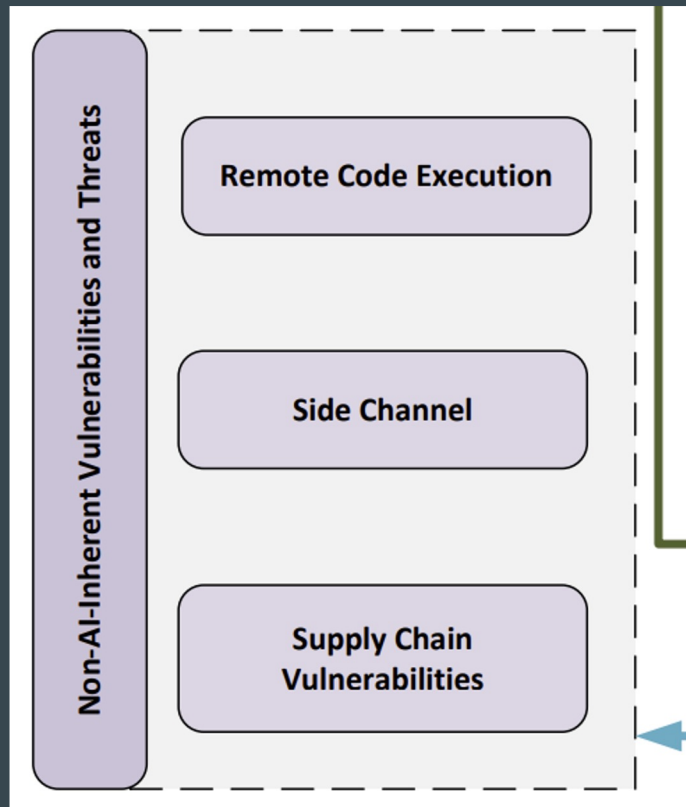 Non-AI-Inherent Vulnerabilities and Threats
Remote Code Execution
Side Channel
Supply Chain
Vulnerabilities